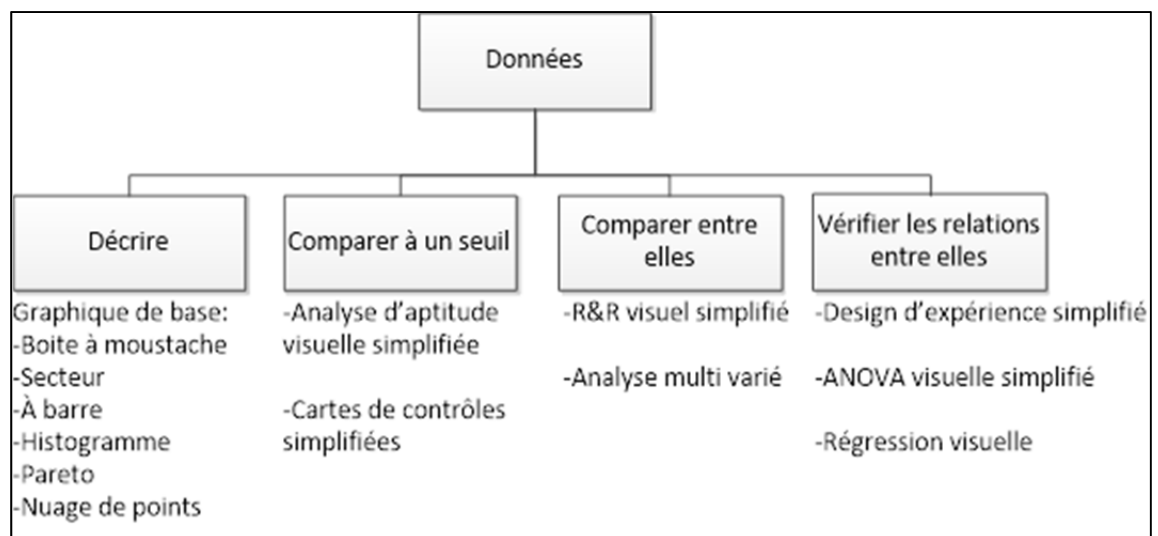 Données
Décrire
Graphique de base:
-Boite à moustache
-Secteur
-À barre
-Histogramme
-Pareto
-Nuage de points
Comparer à un seuil
-Analyse d'aptitude
visuelle simplifiée
-Cartes de contrôles
simplifiées
Comparer entre
elles
-R&R visuel simplifié
-Analyse multi varié
Vérifier les relations
entre elles
-Design d'expérience simplifié
-ANOVA visuelle simplifié
-Régression visuelle